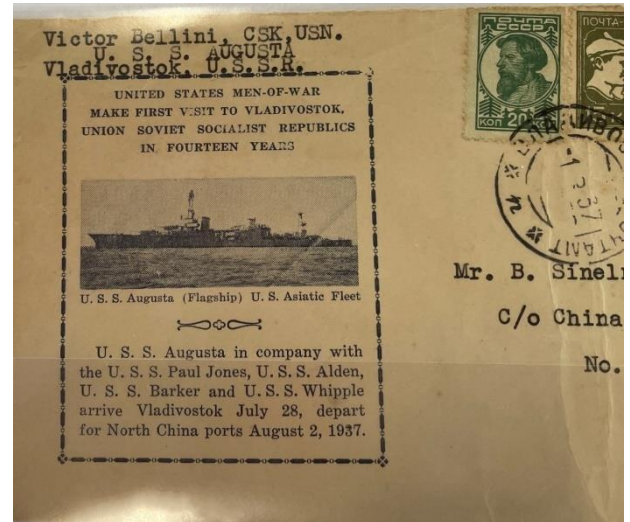 Victor Bellini, CSK,USN.
U. S. S. AUGUSTA
Vladivostok, U.S.S.R.
UNITED STATES MEN-OF-WAR
MAKE FIRST VISIT TO VLADIVOSTOK,
UNION SOVIET SOCIALIST REPUBLICS
IN FOURTEEN YEARS
U. S. S. Augusta (Flagship) U. S. Asiatic Fleet
U. S. S. Augusta in company with
the U. S. S. Paul Jones, U. S. S. Alden,
U. S. S. Barker and U. S. S. Whipple
arrive Vladivostok July 28, depart
for North China ports August 2, 1937.
ПОЧТА
СССР
КОП 20
ПОЧТА
Mr. B.
C/o China
No.